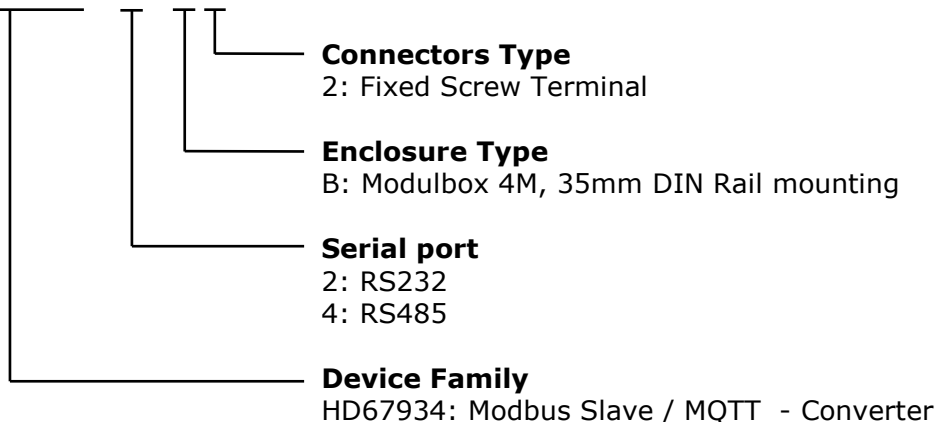 Connectors Type
2: Fixed Screw Terminal
Enclosure Type
B: Modulbox 4M, 35mm DIN Rail mounting
Serial port
2: RS232
4: RS485
Device Family
HD67934: Modbus Slave / MQTT - Converter